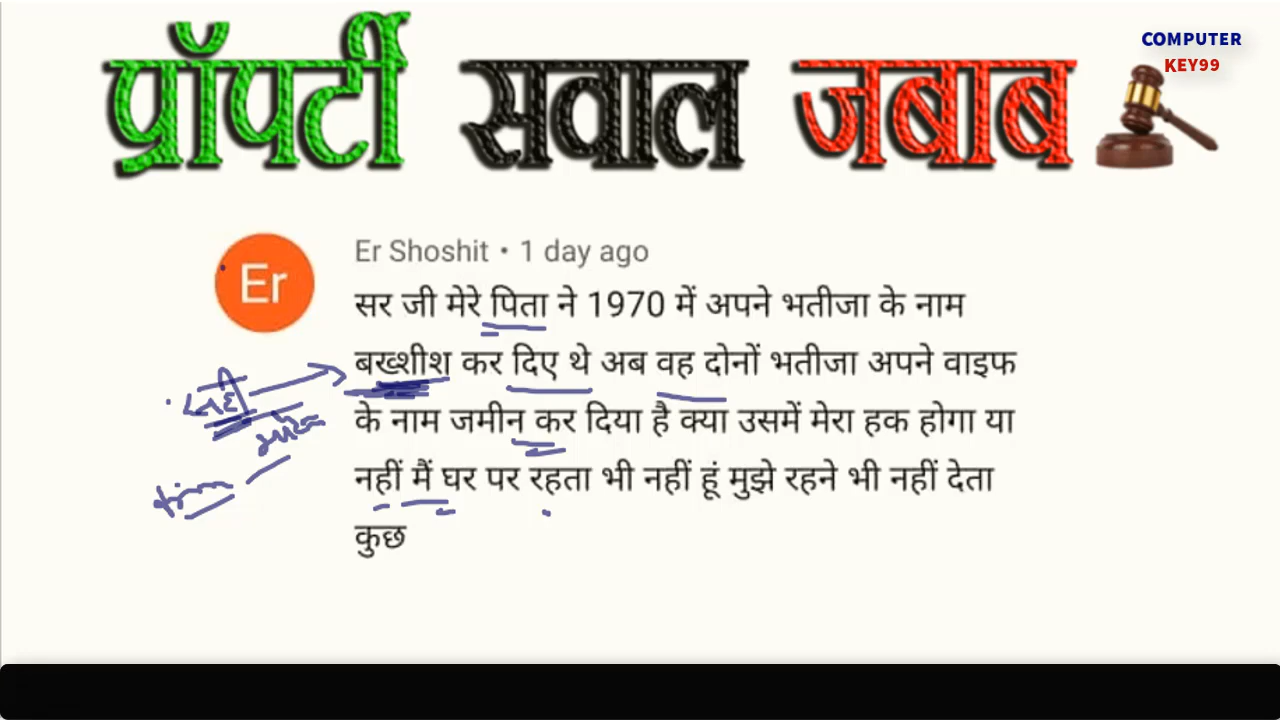 प्रॉपर्टी सवाल जबाब
COMPUTER
KEY99
Er
Er Shoshit • 1 day ago
सर जी मेरे पिता ने 1970 में अपने भतीजा के नाम
बख्शीश कर दिए थे अब वह दोनों भतीजा अपने वाइफ
के नाम जमीन कर दिया है क्या उसमें मेरा हक होगा या
नहीं मैं घर पर रहता भी नहीं हूं मुझे रहने भी नहीं देता
कुछ